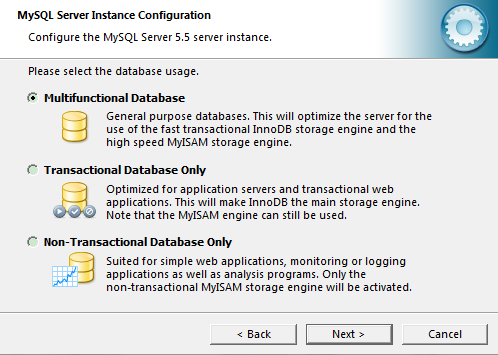 MySQL Server Instance Configuration
Configure the MySQL Server 5.5 server instance.
Please select the database usage.
Multifunctional Database
General purpose databases. This will optimize the server for the
use of the fast transactional InnoDB storage engine and the
high speed MyISAM storage engine.
Transactional Database Only
Optimized for application servers and transactional web
applications. This will make InnoDB the main storage engine.
Note that the MyISAM engine can still be used.
Non-Transactional Database Only
Suited for simple web applications, monitoring or logging
applications as well as analysis programs. Only the
non-transactional MyISAM storage engine will be activated.
< Back
Next >
Cancel